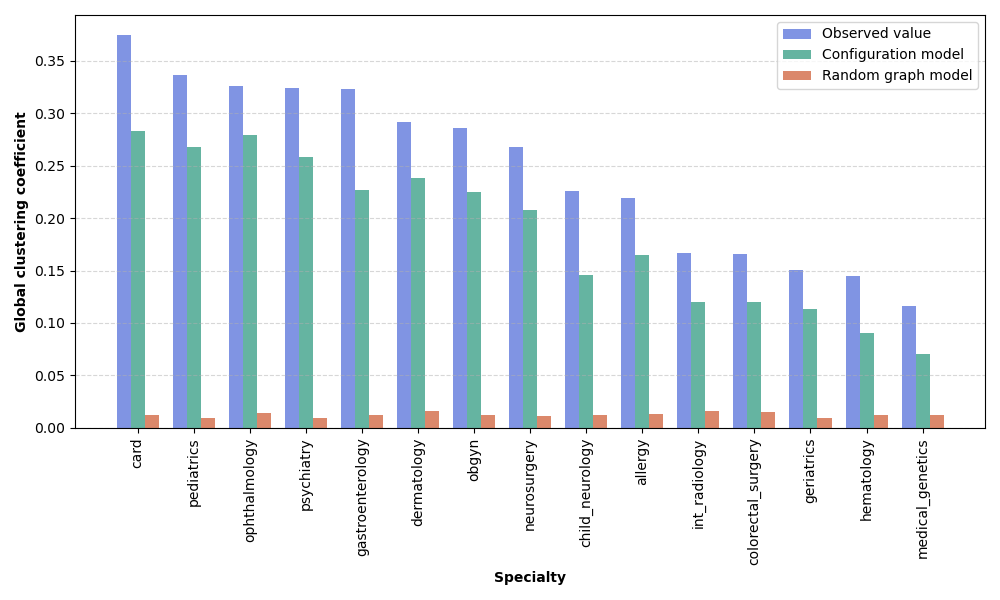 Observed value
Configuration model
Random graph model
Global clustering coefficient
0.35
0.30
0.25
0.20
0.15
0.10
0.05
0.00
card
pediatrics
ophthalmology
psychiatry
gastroenterology
dermatology
obgyn
neurosurgery
child_neurology
allergy
int_radiology
colorectal_surgery
geriatrics
hematology
medical_genetics
Specialty